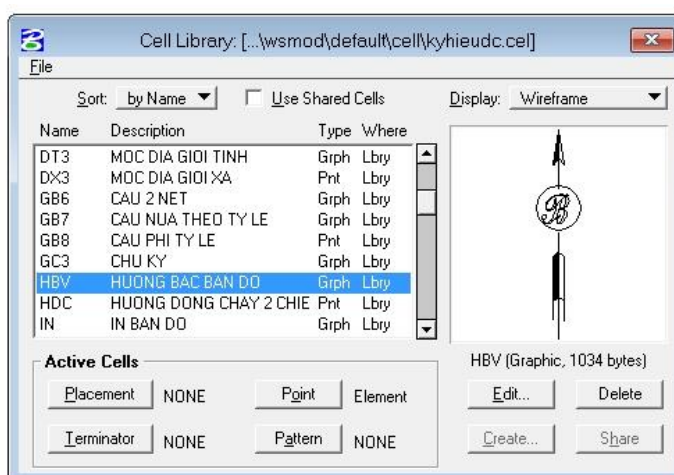 Cell Library: [...\wsmod\default\cell\kyhieudc.cel]
File
Sort: by Name Use Shared Cells Display: Wireframe
Name Description Type Where
DT3 MOC DIA GIOI TINH Grph Lbry
DX3 MOC DIA GIOI XA Pnt Lbry
GB6 CAU 2 NET Grph Lbry
GB7 CAU NUA THEO TY LE Grph Lbry
GB8 CAU PHI TY LE Pnt Lbry
GC3 CHU KY Grph Lbry
HBV HUONG BAC BAN DO Grph Lbry
HDC HUONG DONG CHAY 2 CHIE Pnt Lbry
IN IN BAN DO Grph Lbry
B
HBV (Graphic, 1034 bytes)
Active Cells
Placement NONE Point Element Edit... Delete
Terminator NONE Pattern NONE Create... Share